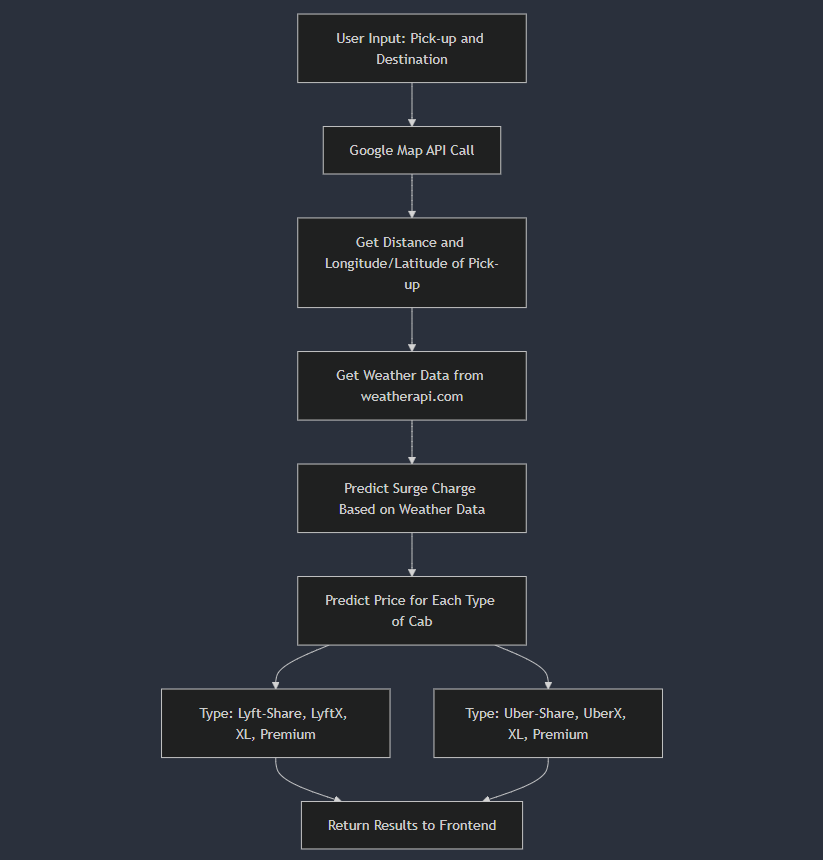 User Input: Pick-up and
Destination
Google Map API Call
Get Distance and
Longitude/Latitude of Pick-
up
Get Weather Data from
weatherapi.com
Predict Surge Charge
Based on Weather Data
Predict Price for Each Type
of Cab
Type: Lyft-Share, LyftX,
XL, Premium
Type: Uber-Share, UberX,
XL, Premium
Return Results to Frontend